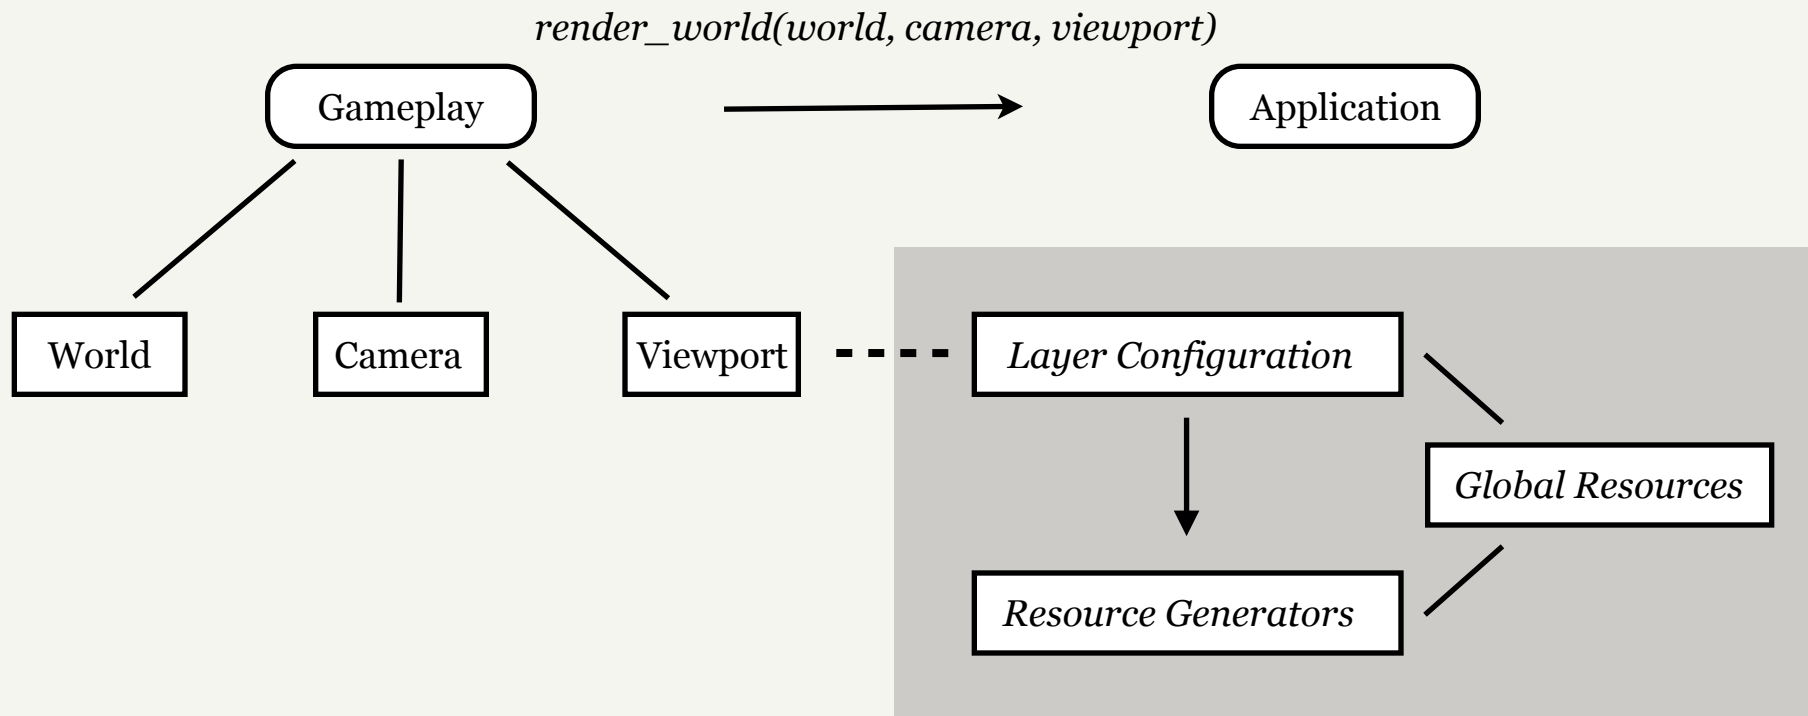 render_world(world, camera, viewport)
Gameplay
Application
World
Camera
Viewport
Layer Configuration
Global Resources
Resource Generators